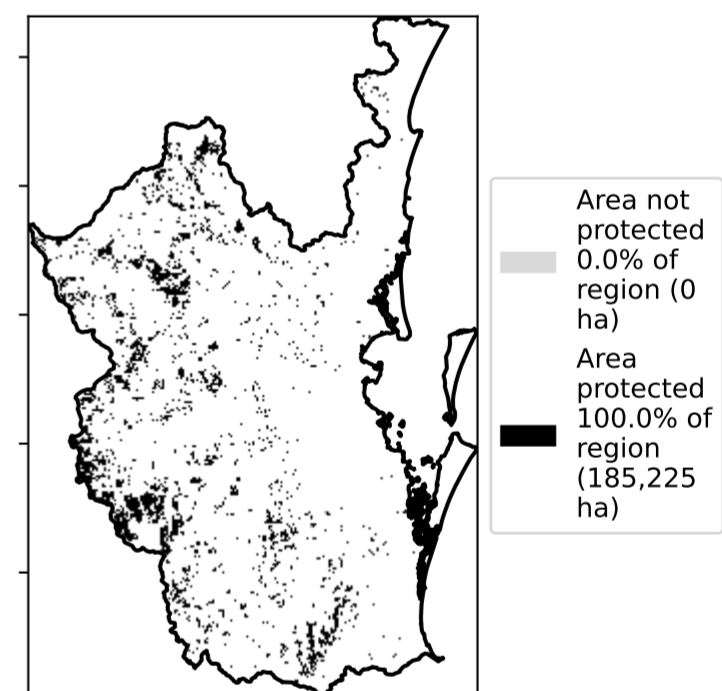 Area not
protected
0.0% of
region (0
ha)
Area
protected
100.0% of
region
(185,225
ha)